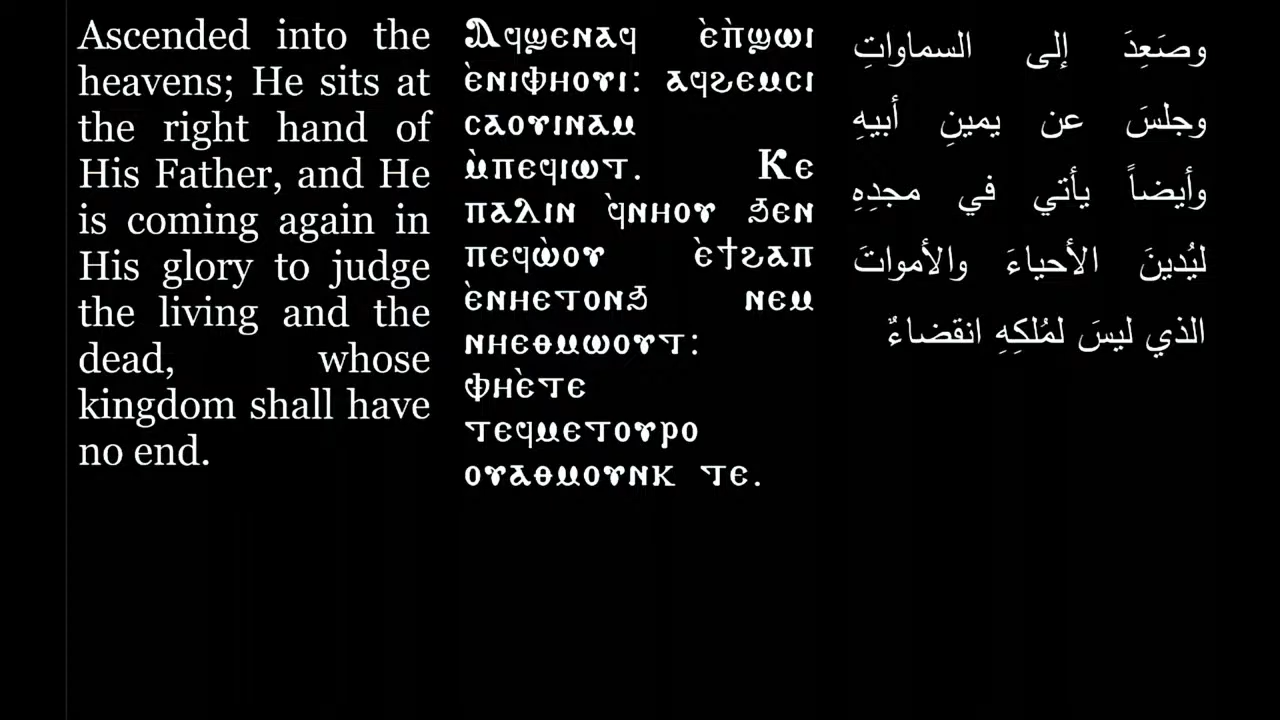 Ascended into the
heavens; He sits at
the right hand of
His Father, and He
is coming again in
His glory to judge
the living and the
dead, whose
kingdom shall have
no end.
Ⲁϥϣⲉⲛⲁϥ ⲉ̀ⲡ̀ϣⲱⲓ
ⲉ̀ⲛⲓⲫⲏⲟⲩⲓ: ⲁϥϩⲉⲙⲥⲓ
ⲥⲁⲟⲩⲓⲛⲁⲙ
ⲙ̀ⲡⲉϥⲓⲱⲧ. Ⲕⲉ
ⲡⲁⲗⲓⲛ ϥ̀ⲛⲏⲟⲩ ϧⲉⲛ
ⲡⲉϥⲱ̀ⲟⲩ ⲉ̀ϯϩⲁⲡ
ⲉ̀ⲛⲏⲉⲧⲟⲛϧ ⲛⲉⲙ
ⲛⲏⲉⲑⲙⲱⲟⲩⲧ:
ⲫⲏⲉ̀ⲧⲉ
ⲧⲉϥⲙⲉⲧⲟⲩⲣⲟ
ⲟⲩⲁⲑⲙⲟⲩⲛⲕ ⲧⲉ.
وصَعِدَ إلى السماواتِ
وجلسَ عن يمينِ أبيهِ
وأيضاً يأتي في مجدِهِ
ليُدينَ الأحياءَ والأمواتَ
الذي ليسَ لمُلكِهِ انقضاءٌ